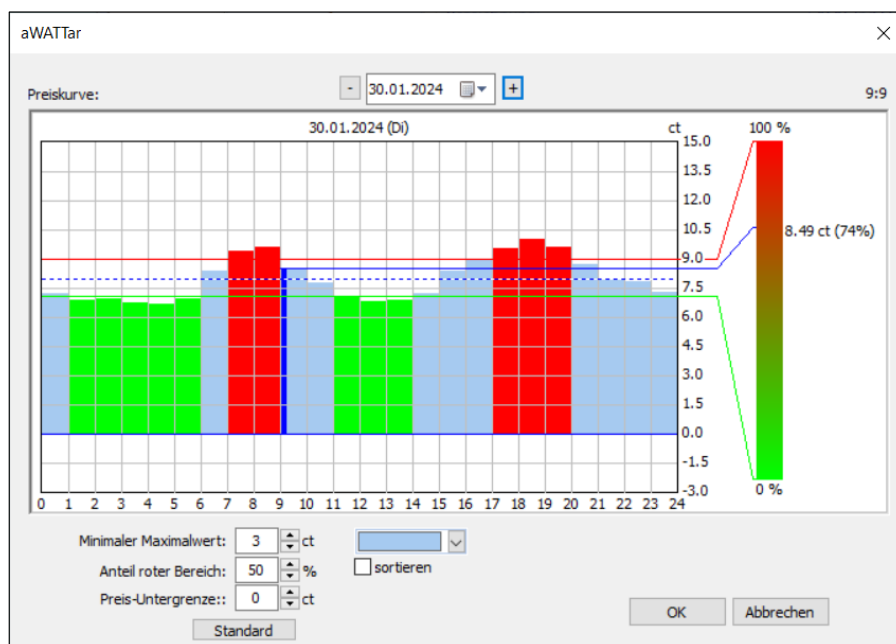 aWATTar
Preiskurve: - 30.01.2024 + 9:9
30.01.2024 (Di) ct 100 %
15.0
13.5
12.0
10.5
8.49 ct (74%)
9.0
7.5
6.0
4.5
3.0
1.5
0.0
-1.5
-3.0
0 %
0 1 2 3 4 5 6 7 8 9 10 11 12 13 14 15 16 17 18 19 20 21 22 23 24
Minimaler Maximalwert: 3 ct
Anteil roter Bereich: 50 % sortieren
Preis-Untergrenze:: 0 ct
OK Abbrechen
Standard